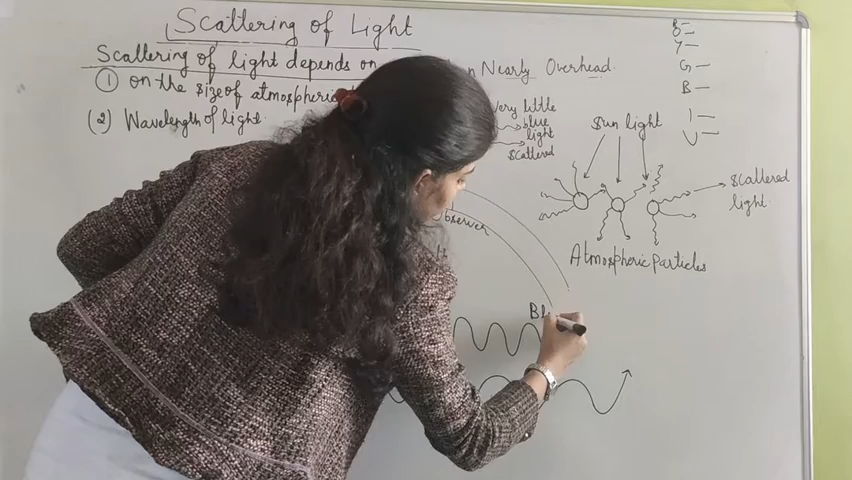 Scattering of Light
Scattering of light depends on
① on the size of atmospheric
(2) Wavelength of light.
Nearly Overhead.
Very little
blue
light
scattered
Observer
Sun light
Scattered
light
Atmospheric Particles
Bl
Y –
G –
B –
I –
V –